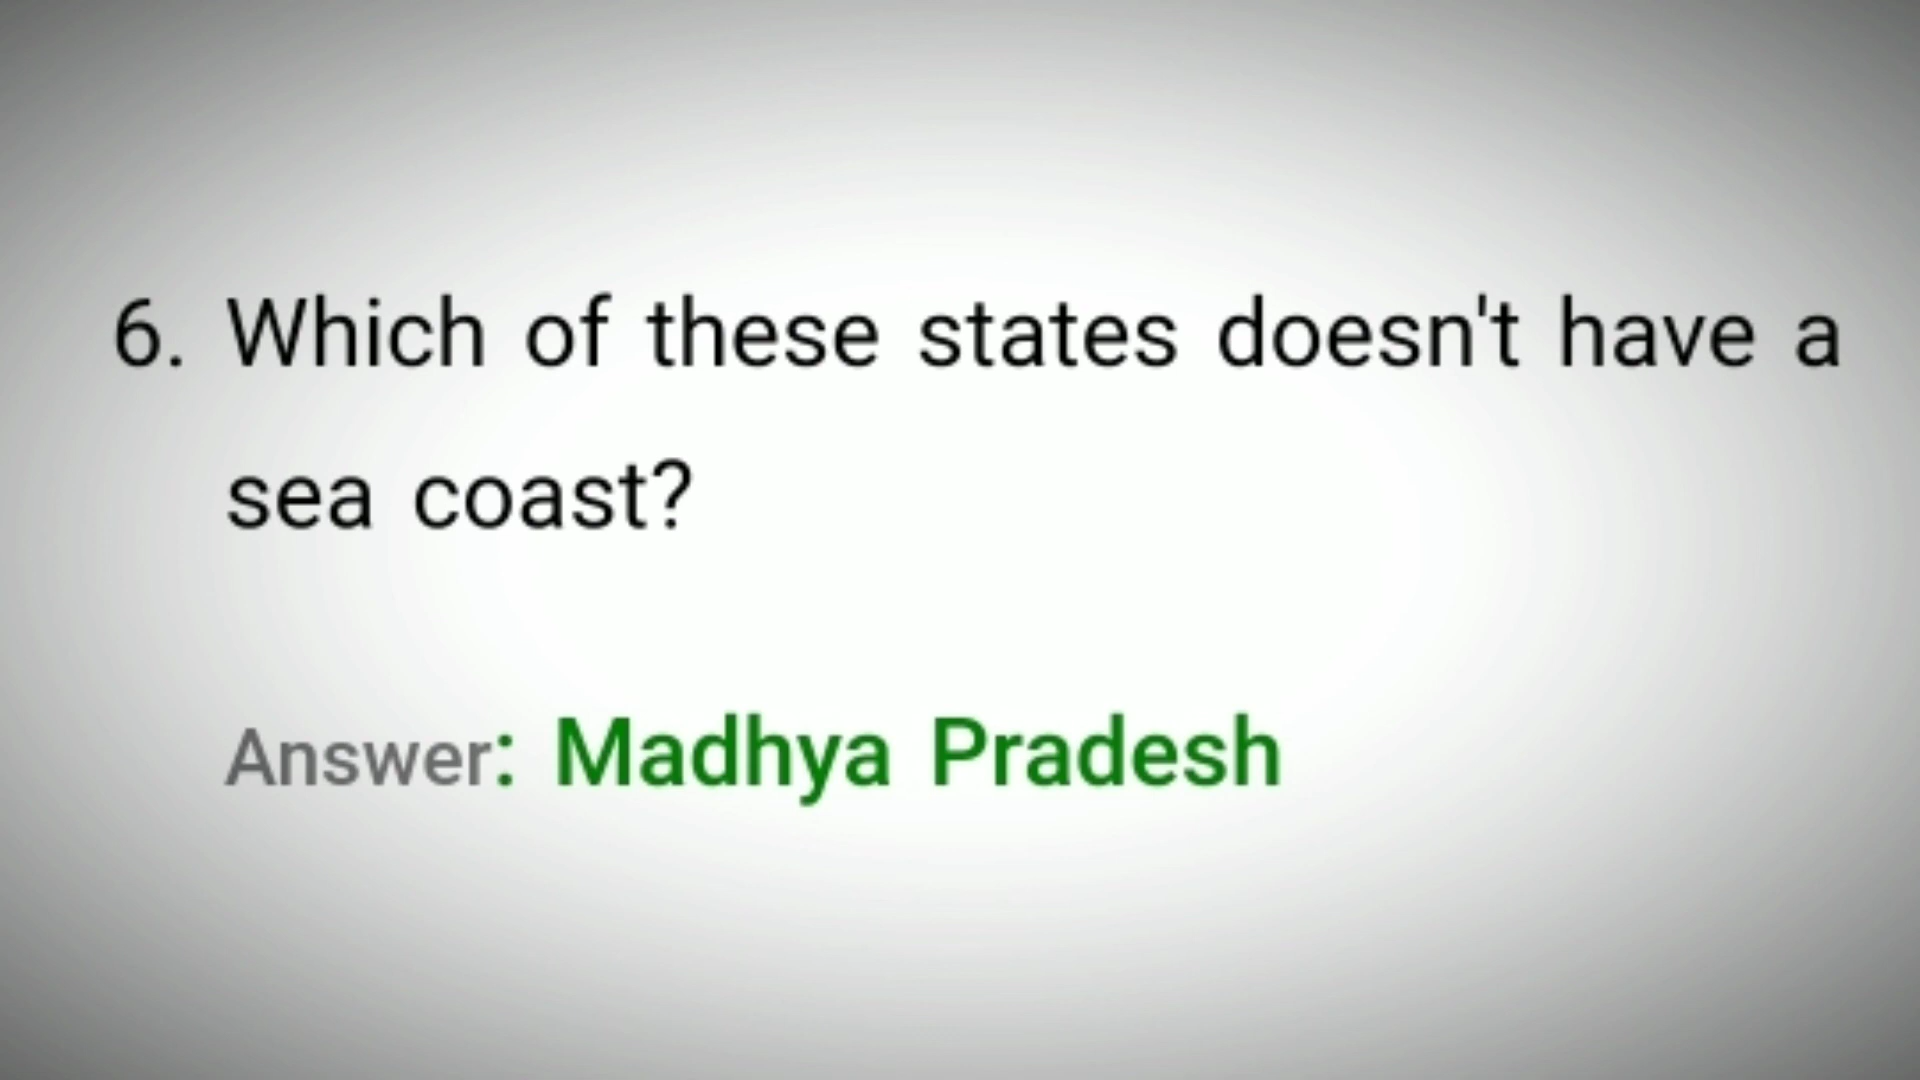 6. Which of these states doesn't have a
sea coast?
Answer: Madhya Pradesh